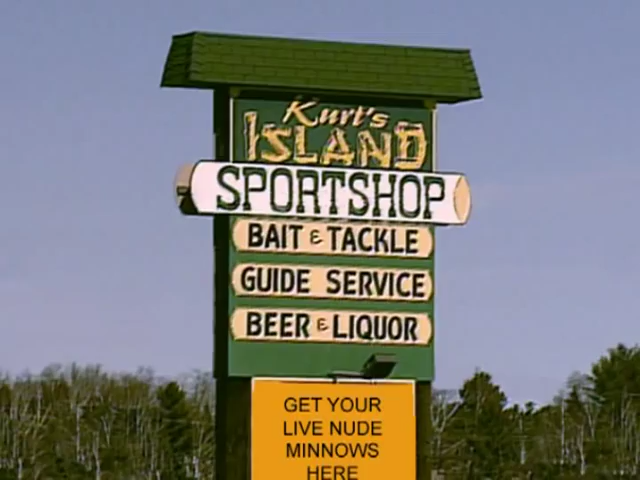 Kurt's
ISLAND
SPORTSHOP
BAIT & TACKLE
GUIDE SERVICE
BEER & LIQUOR
GET YOUR
LIVE NUDE
MINNOWS
HERE